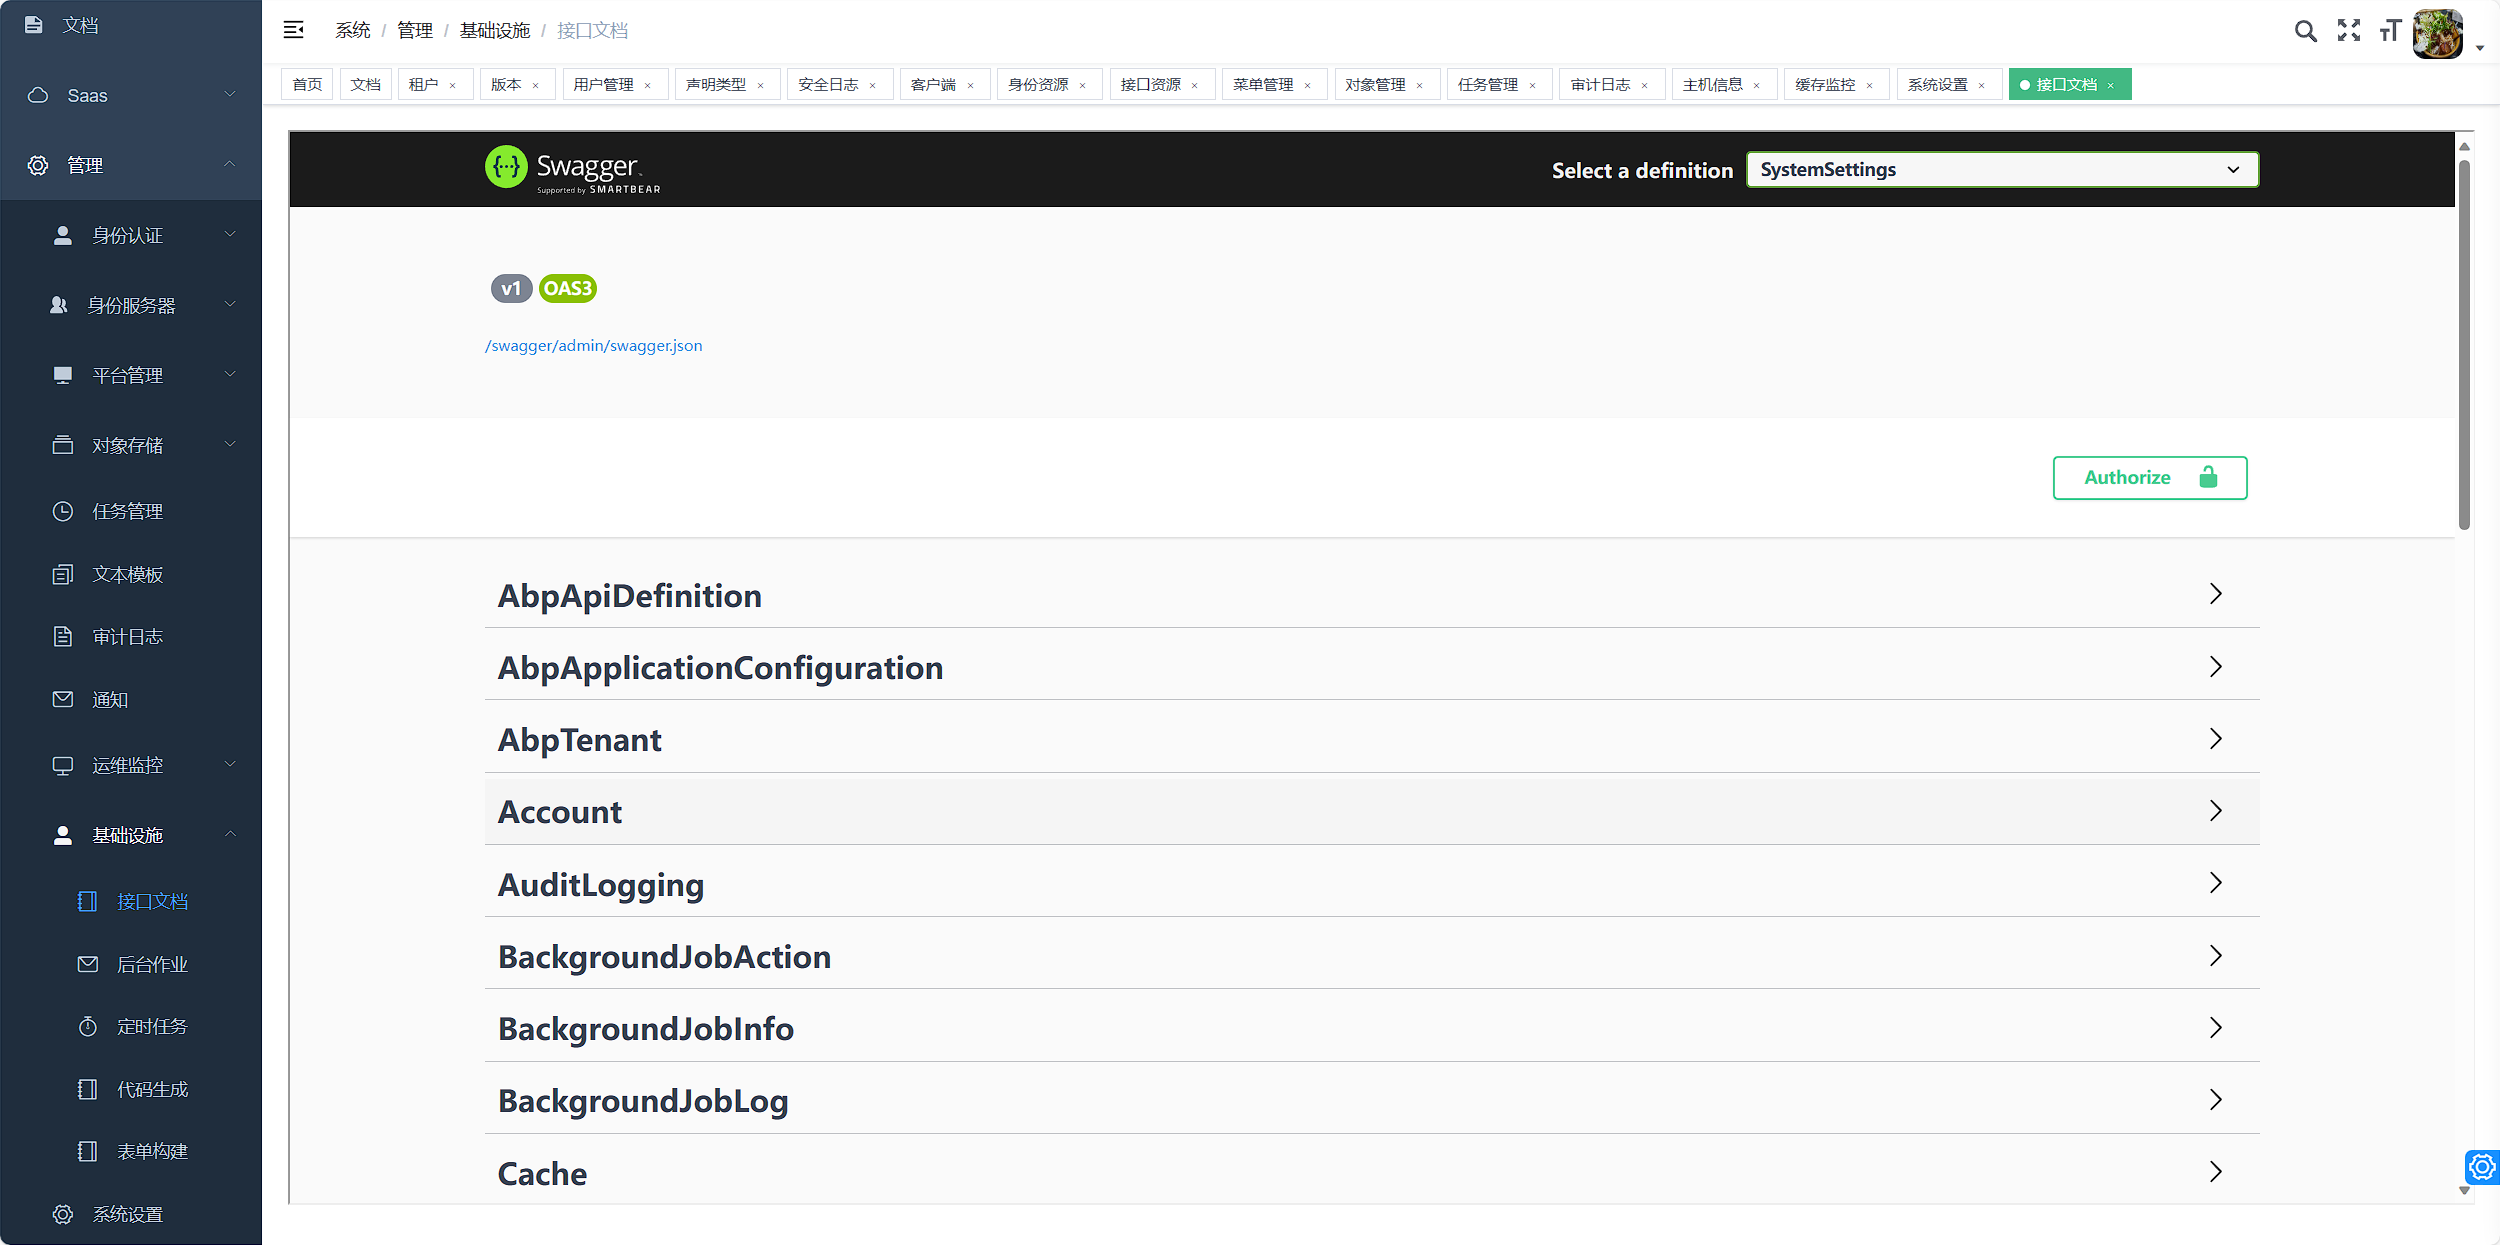 文档
Saas
管理
身份认证
身份服务器
平台管理
对象存储
任务管理
文本模板
审计日志
通知
运维监控
基础设施
接口文档
后台作业
定时任务
代码生成
表单构建
系统设置
系统 / 管理 / 基础设施 / 接口文档
首页 文档 租户 × 版本 × 用户管理 × 声明类型 × 安全日志 × 客户端 × 身份资源 × 接口资源 × 菜单管理 × 对象管理 × 任务管理 × 审计日志 × 主机信息 × 缓存监控 × 系统设置 × 接口文档 ×
Swagger
Supported by SMARTBEAR
Select a definition SystemSettings
v1 OAS3
/swagger/admin/swagger.json
Authorize
AbpApiDefinition
AbpApplicationConfiguration
AbpTenant
Account
AuditLogging
BackgroundJobAction
BackgroundJobInfo
BackgroundJobLog
Cache